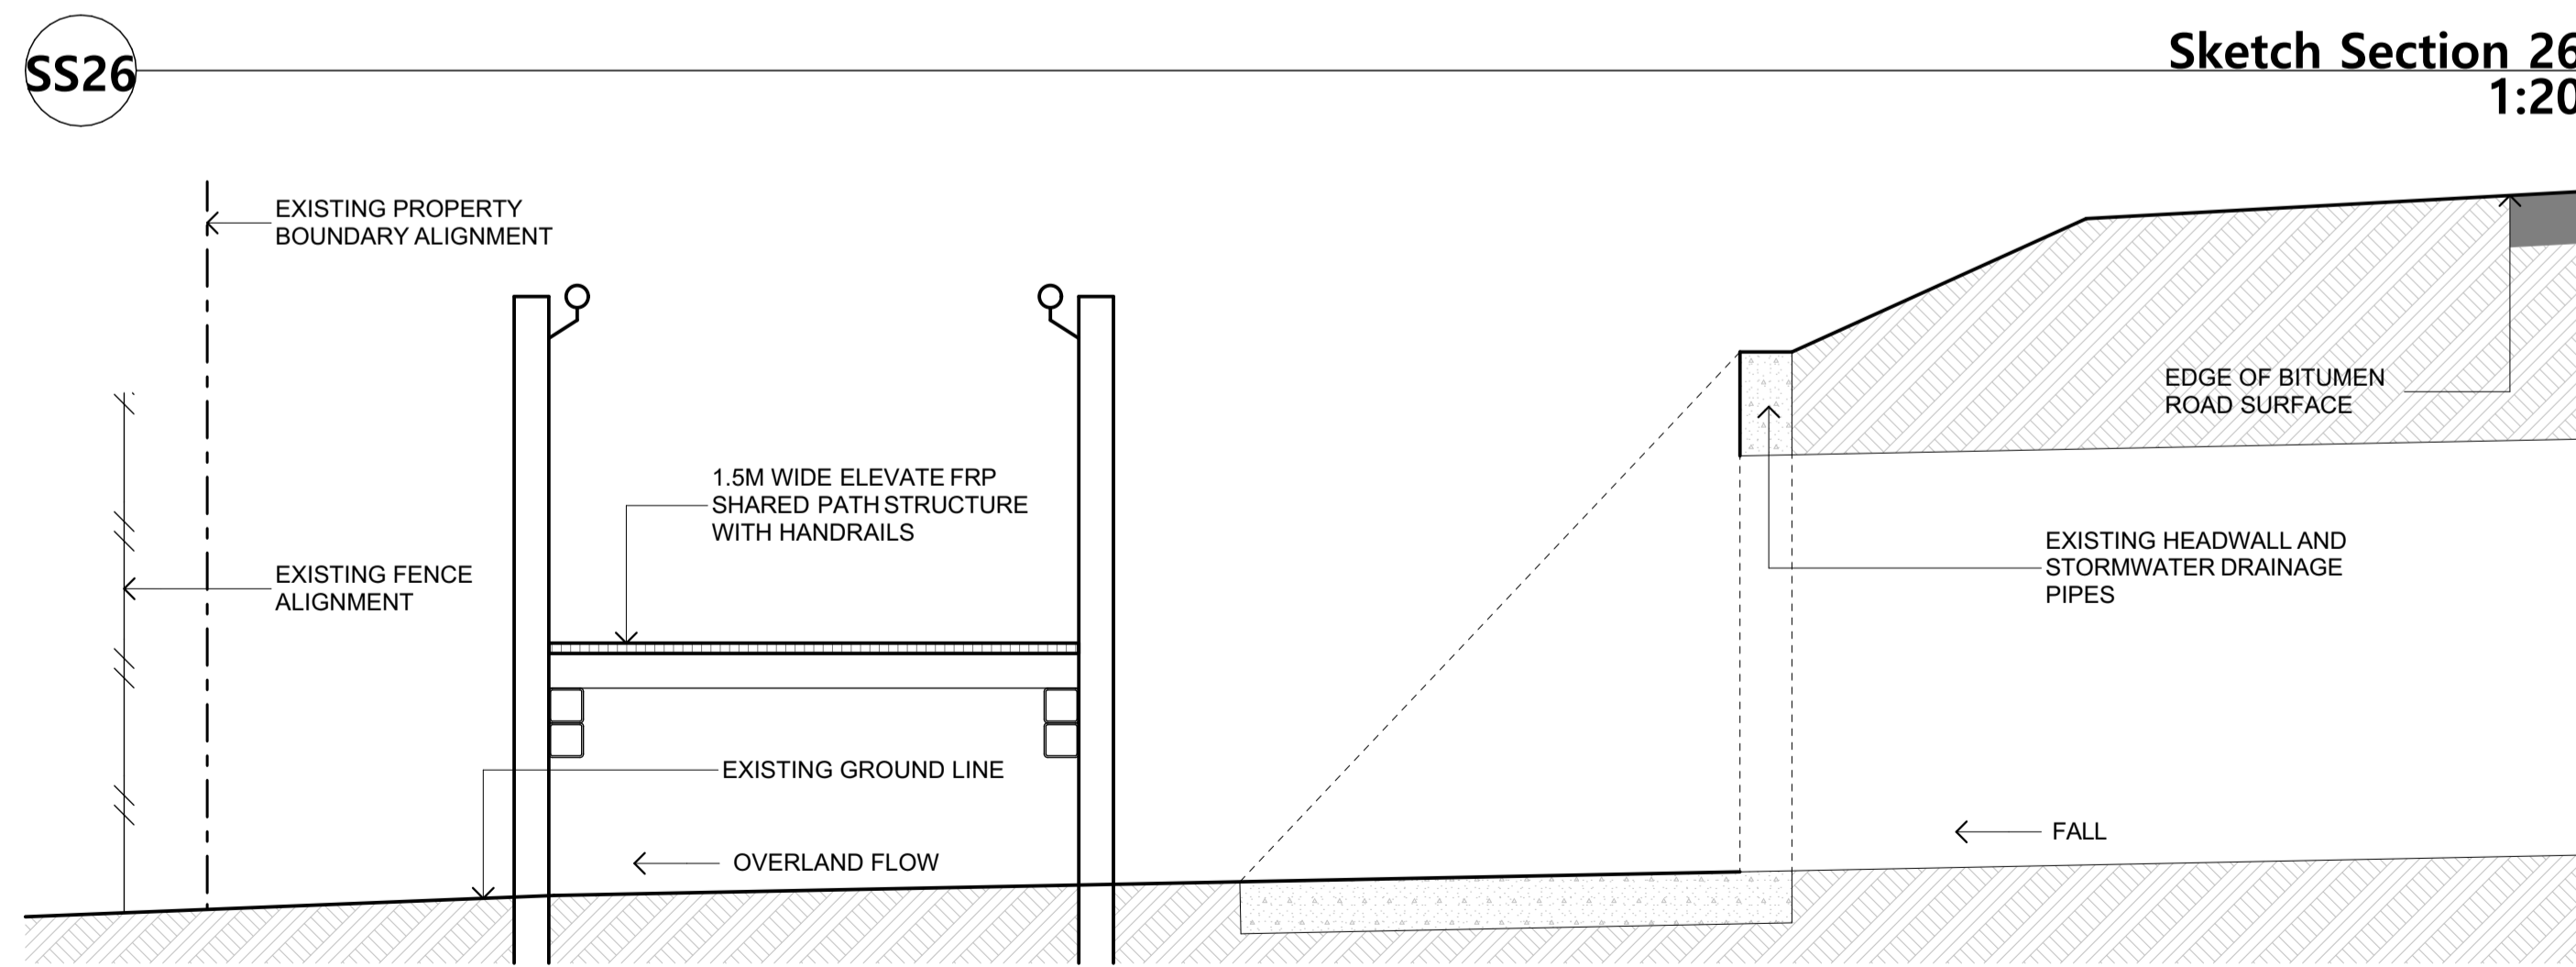 SS26
Sketch Section 26
1:20
EXISTING PROPERTY
BOUNDARY ALIGNMENT
EDGE OF BITUMEN
ROAD SURFACE
1.5M WIDE ELEVATE FRP
SHARED PATH STRUCTURE
WITH HANDRAILS
EXISTING HEADWALL AND
STORMWATER DRAINAGE
PIPES
EXISTING FENCE
ALIGNMENT
EXISTING GROUND LINE
FALL
OVERLAND FLOW